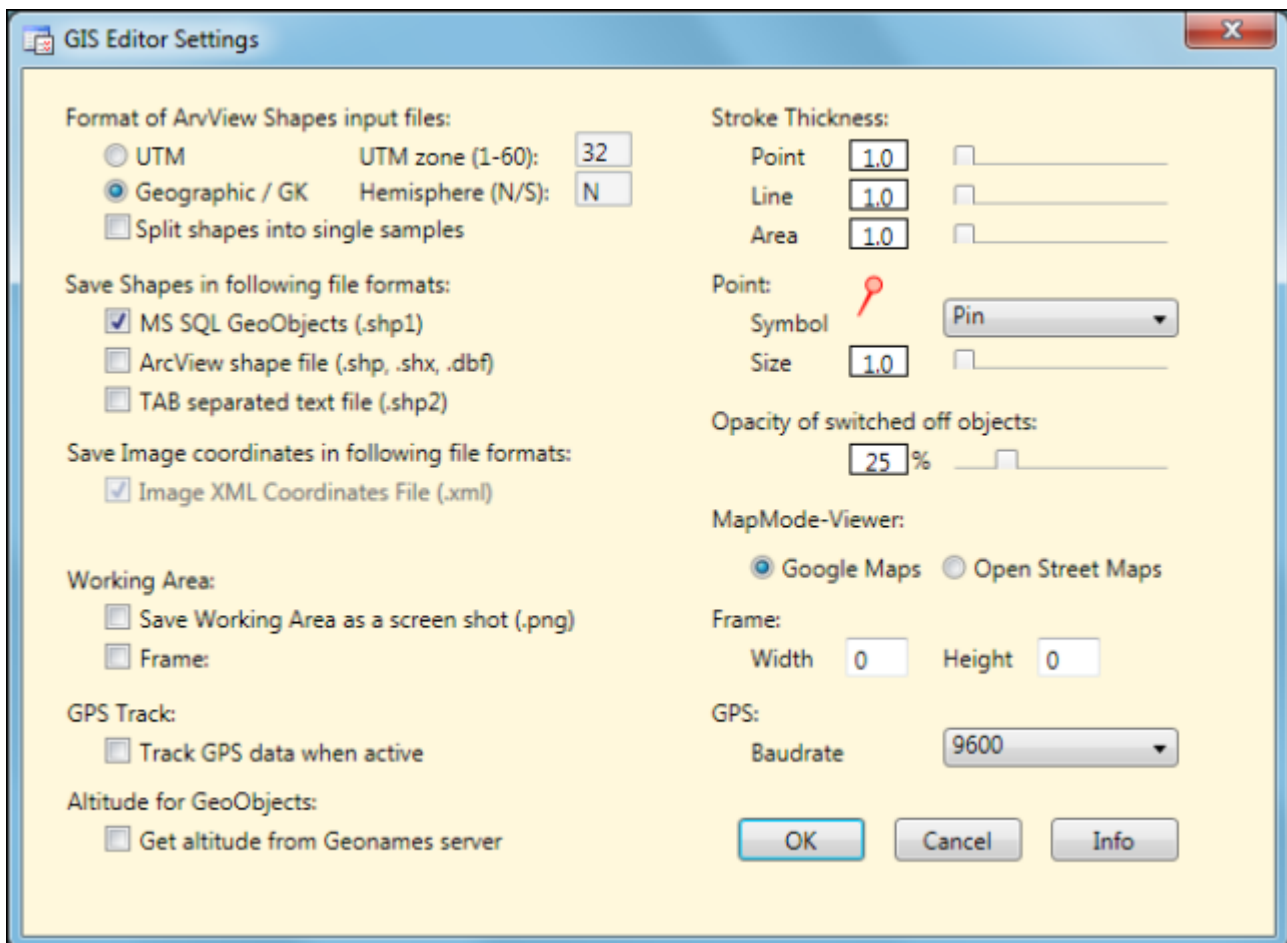 GIS Editor Settings
Format of ArvView Shapes input files:
UTM UTM zone (1-60): 32
Geographic / GK Hemisphere (N/S): N
Split shapes into single samples
Save Shapes in following file formats:
MS SQL GeoObjects (.shp1)
ArcView shape file (.shp, .shx, .dbf)
TAB separated text file (.shp2)
Save Image coordinates in following file formats:
Image XML Coordinates File (.xml)
Working Area:
Save Working Area as a screen shot (.png)
Frame:
GPS Track:
Track GPS data when active
Altitude for GeoObjects:
Get altitude from Geonames server
Stroke Thickness:
Point 1.0
Line 1.0
Area 1.0
Point:
Symbol Pin
Size 1.0
Opacity of switched off objects:
25 %
MapMode-Viewer:
Google Maps Open Street Maps
Frame:
Width 0 Height 0
GPS:
Baudrate 9600
OK Cancel Info